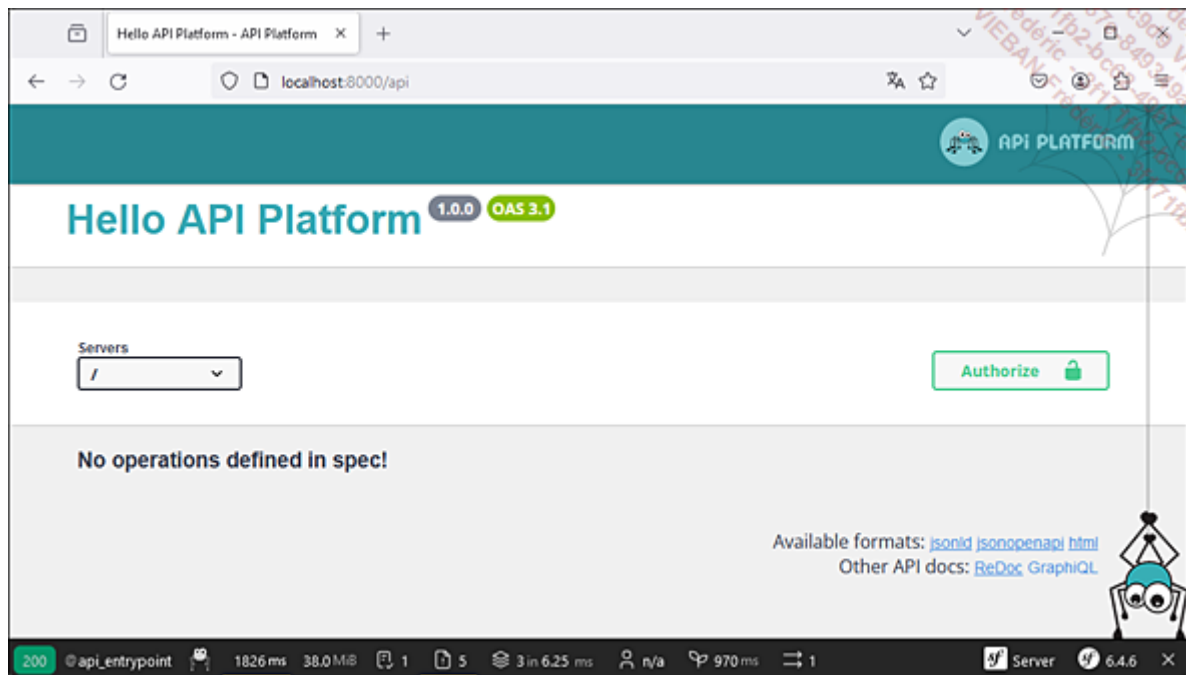 Hello API Platform - API Platform
localhost:8000/api
API PLATFORM
Hello API Platform 1.0.0 OAS 3.1
Servers
/
Authorize
No operations defined in spec!
Available formats: jsonld jsonopenapi html
Other API docs: ReDoc GraphiQL
200 @api_entrypoint 1826 ms 38.0 MiB 1 5 3 in 6.25 ms n/a 970 ms 1 Server 6.4.6